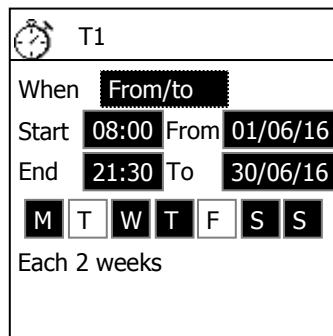 T1
When From/to
Start 08:00 From 01/06/16
End 21:30 To 30/06/16
M T W T F S S
Each 2 weeks